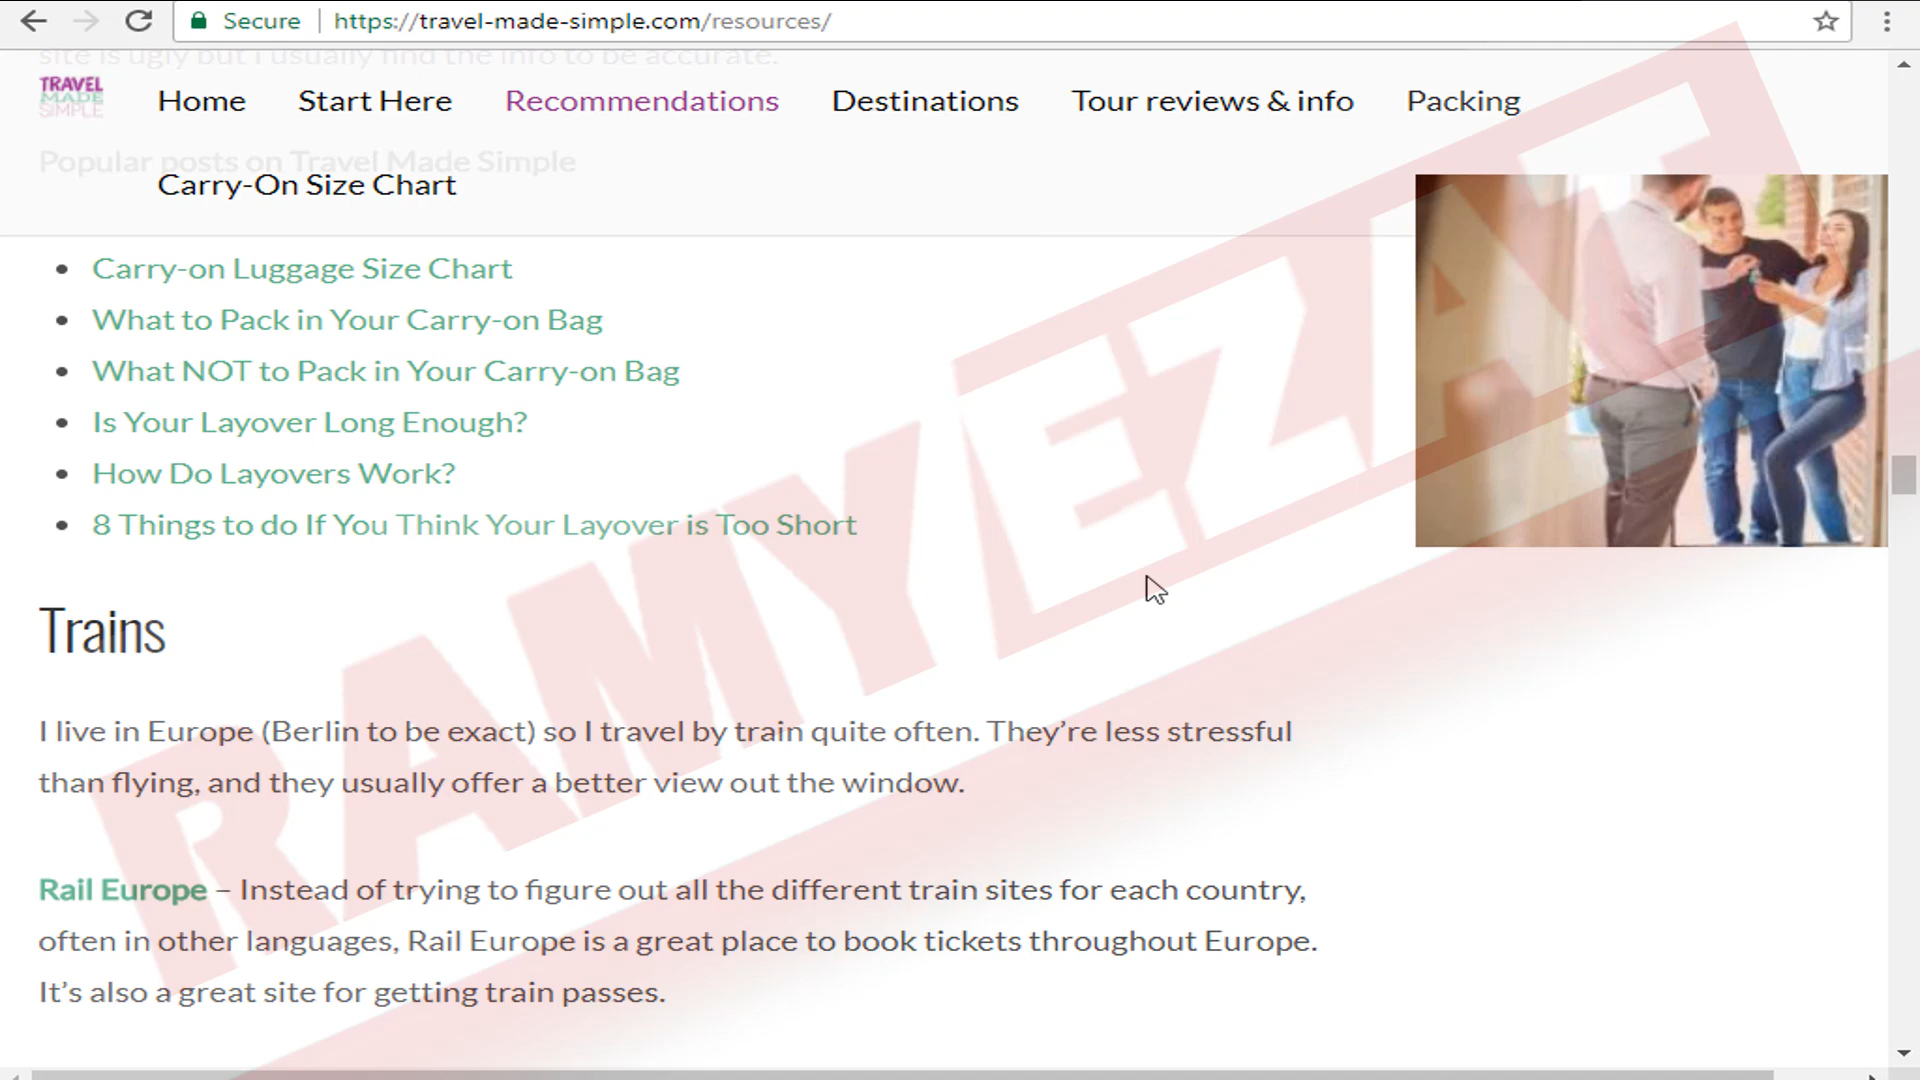 Secure https://travel-made-simple.com/resources/
site is ugly but I usually find the info to be accurate.
TRAVEL
MADE
SIMPLE
Home Start Here Recommendations Destinations Tour reviews & info Packing
Popular posts on Travel Made Simple
Carry-On Size Chart
Carry-on Luggage Size Chart
What to Pack in Your Carry-on Bag
What NOT to Pack in Your Carry-on Bag
Is Your Layover Long Enough?
How Do Layovers Work?
8 Things to do If You Think Your Layover is Too Short
Trains
I live in Europe (Berlin to be exact) so I travel by train quite often. They’re less stressful
than flying, and they usually offer a better view out the window.
Rail Europe – Instead of trying to figure out all the different train sites for each country,
often in other languages, Rail Europe is a great place to book tickets throughout Europe.
It’s also a great site for getting train passes.
RAMYEZAT